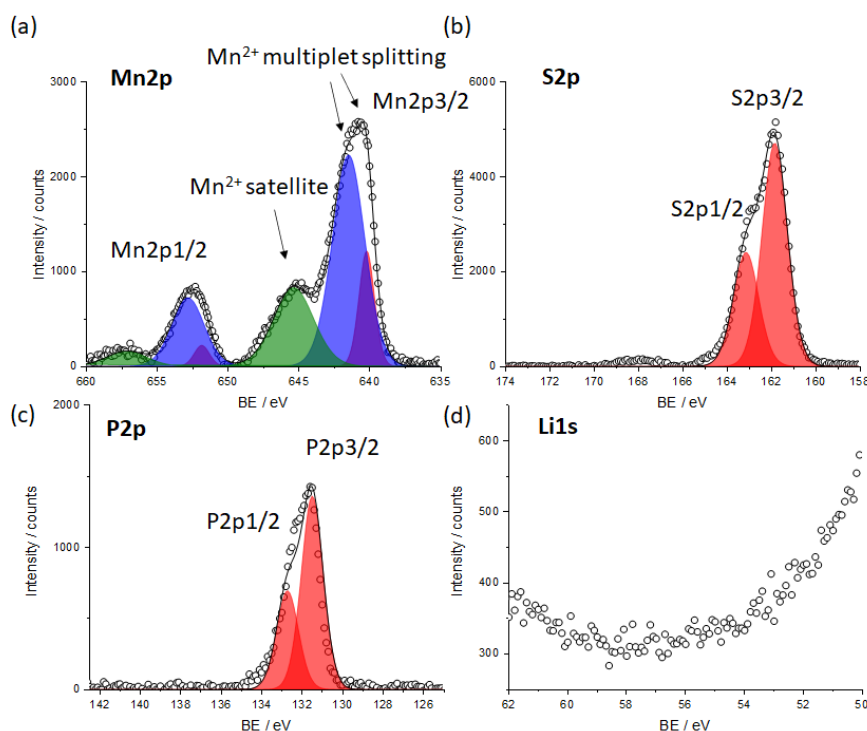 (a)
Mn2p
Mn2+ multiplet splitting
Mn2p3/2
Mn2+ satellite
Mn2p1/2
Intensity / counts
3000
2000
1000
0
660 655 650 645 640 635
BE / eV
(b)
S2p
S2p3/2
S2p1/2
Intensity / counts
6000
4000
2000
0
174 172 170 168 166 164 162 160 158
BE / eV
(c)
P2p
P2p3/2
P2p1/2
Intensity / counts
2000
1000
0
142 140 138 136 134 132 130 128 126
BE / eV
(d)
Li1s
Intensity / counts
600
500
400
300
62 60 58 56 54 52 50
BE / eV